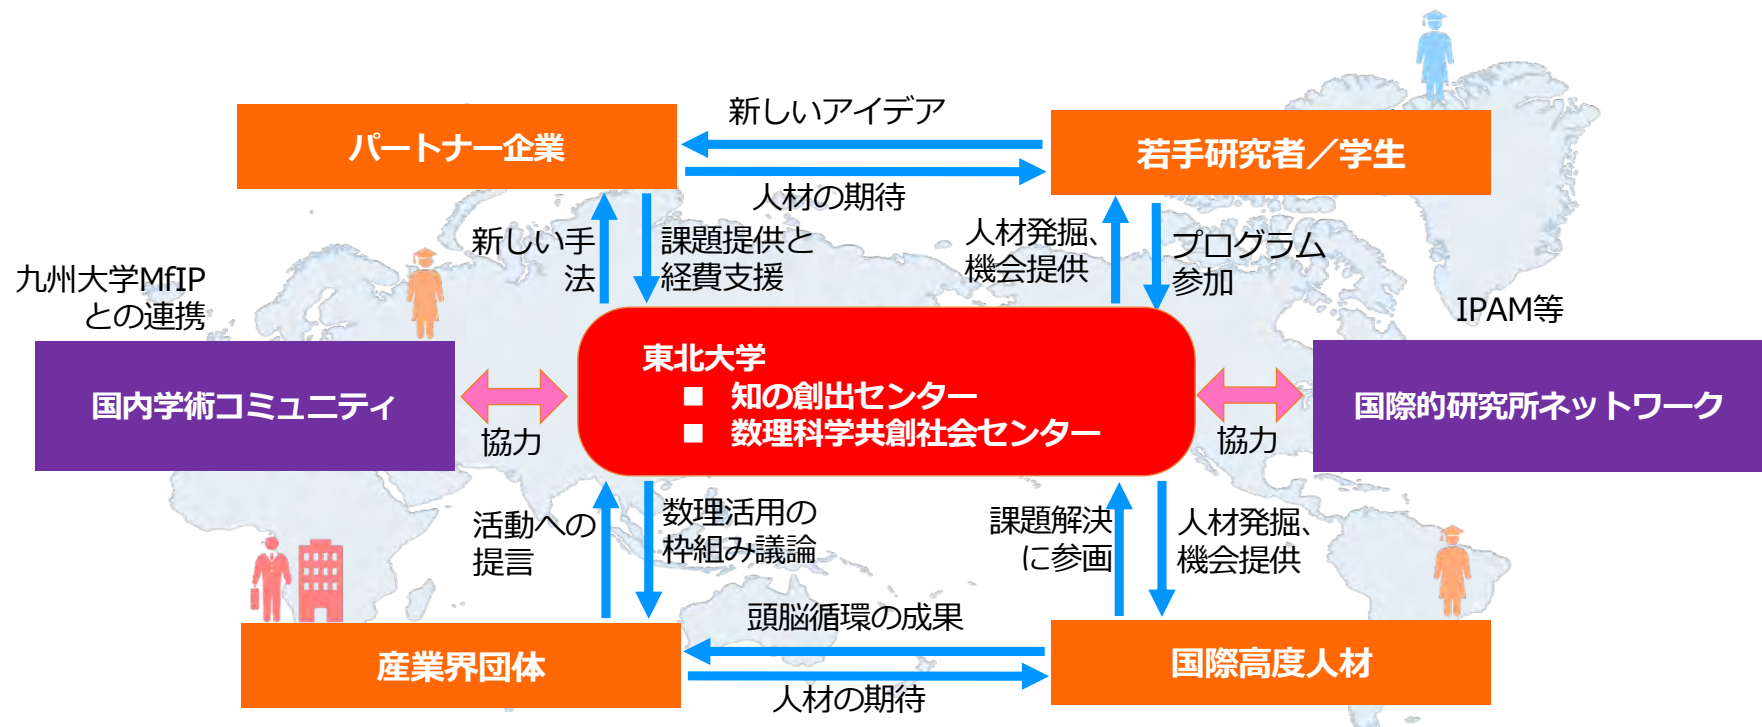 新しいアイデア
パートナー企業
若手研究者／学生
人材の期待
新しい手
法
課題提供と
経費支援
人材発掘、
機会提供
プログラム
参加
九州大学MfIP
との連携
IPAM等
東北大学
■ 知の創出センター
■ 数理科学共創社会センター
国内学術コミュニティ
国際的研究所ネットワーク
協力
協力
活動への
提言
数理活用の
枠組み議論
課題解決
に参画
人材発掘、
機会提供
頭脳循環の成果
産業界団体
国際高度人材
人材の期待